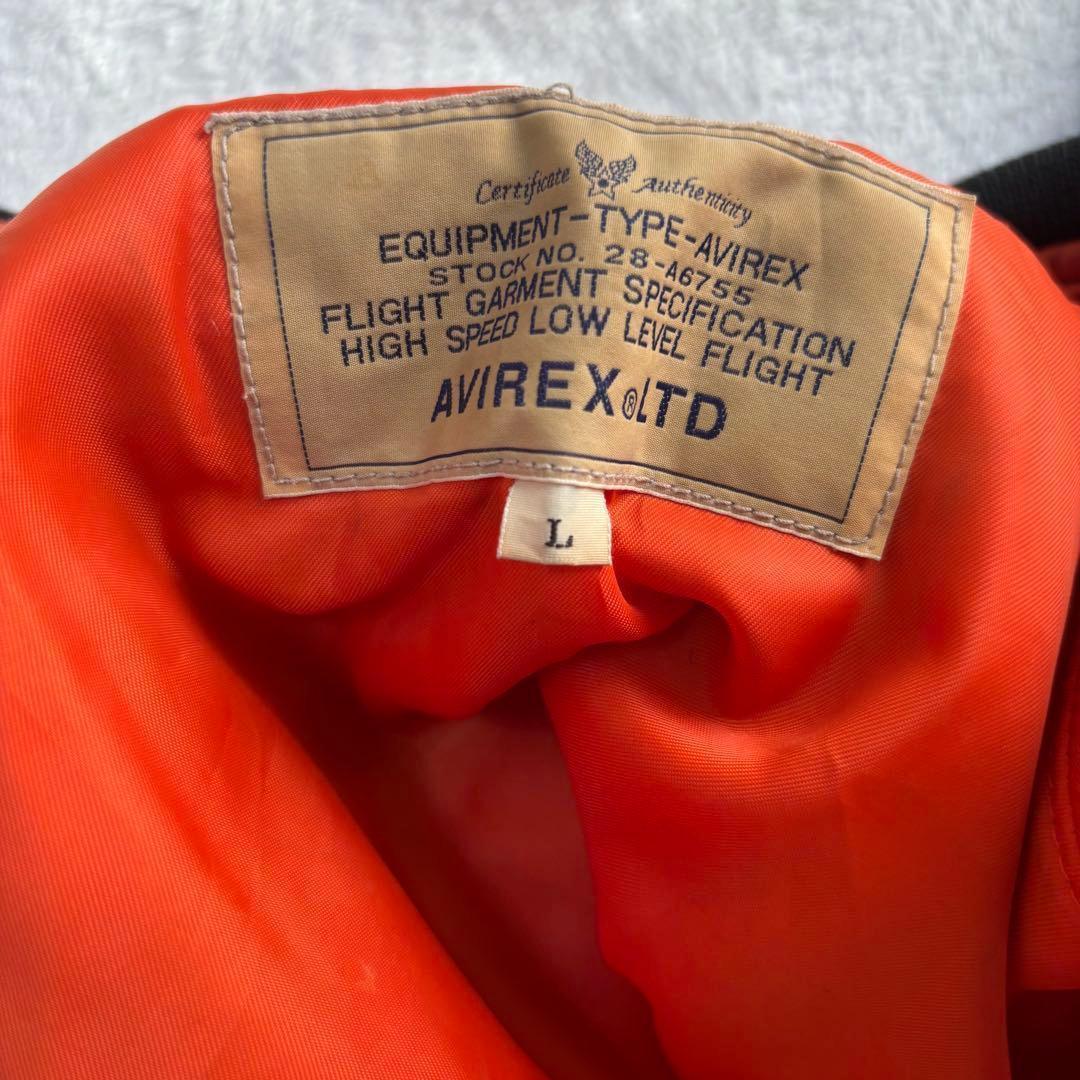 Certificate Authenticity
EQUIPMENT-TYPE-AVIREX
STOCK NO. 28-A6755
FLIGHT GARMENT SPECIFICATION
HIGH SPEED LOW LEVEL FLIGHT
AVIREX® LTD
L